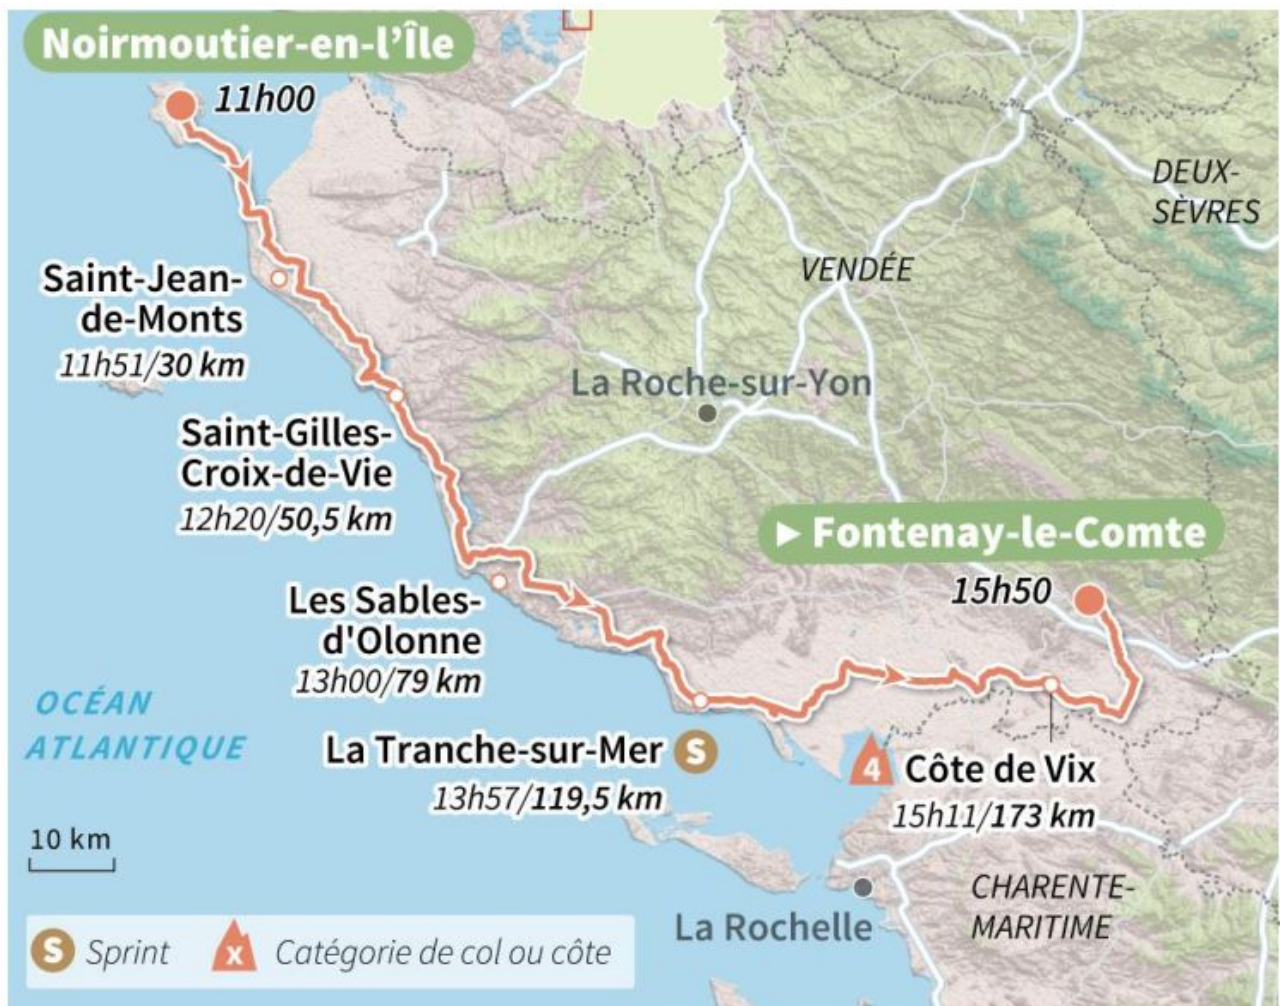 Noirmoutier-en-l'Île
11h00
DEUX-
SÈVRES
VENDÉE
Saint-Jean-
de-Monts
11h51/30 km
La Roche-sur-Yon
Saint-Gilles-
Croix-de-Vie
12h20/50,5 km
► Fontenay-le-Comte
15h50
Les Sables-
d'Olonne
13h00/79 km
OCÉAN
ATLANTIQUE
La Tranche-sur-Mer S
13h57/119,5 km
4 Côte de Vix
15h11/173 km
10 km
CHARENTE-
MARITIME
La Rochelle
S Sprint x Catégorie de col ou côte